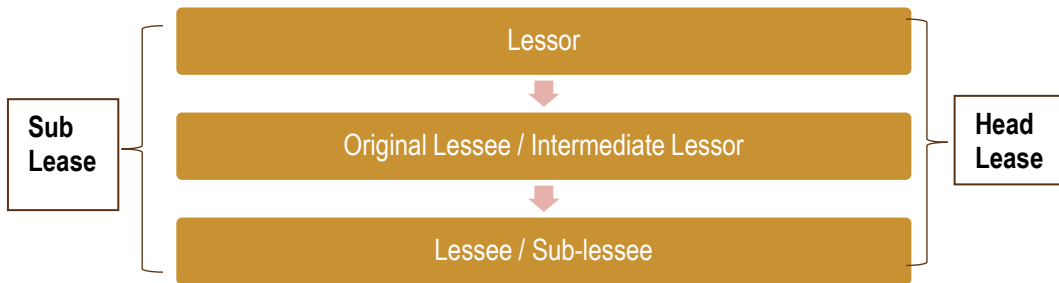 Lessor
Sub
Lease
Original Lessee / Intermediate Lessor
Head
Lease
Lessee / Sub-lessee